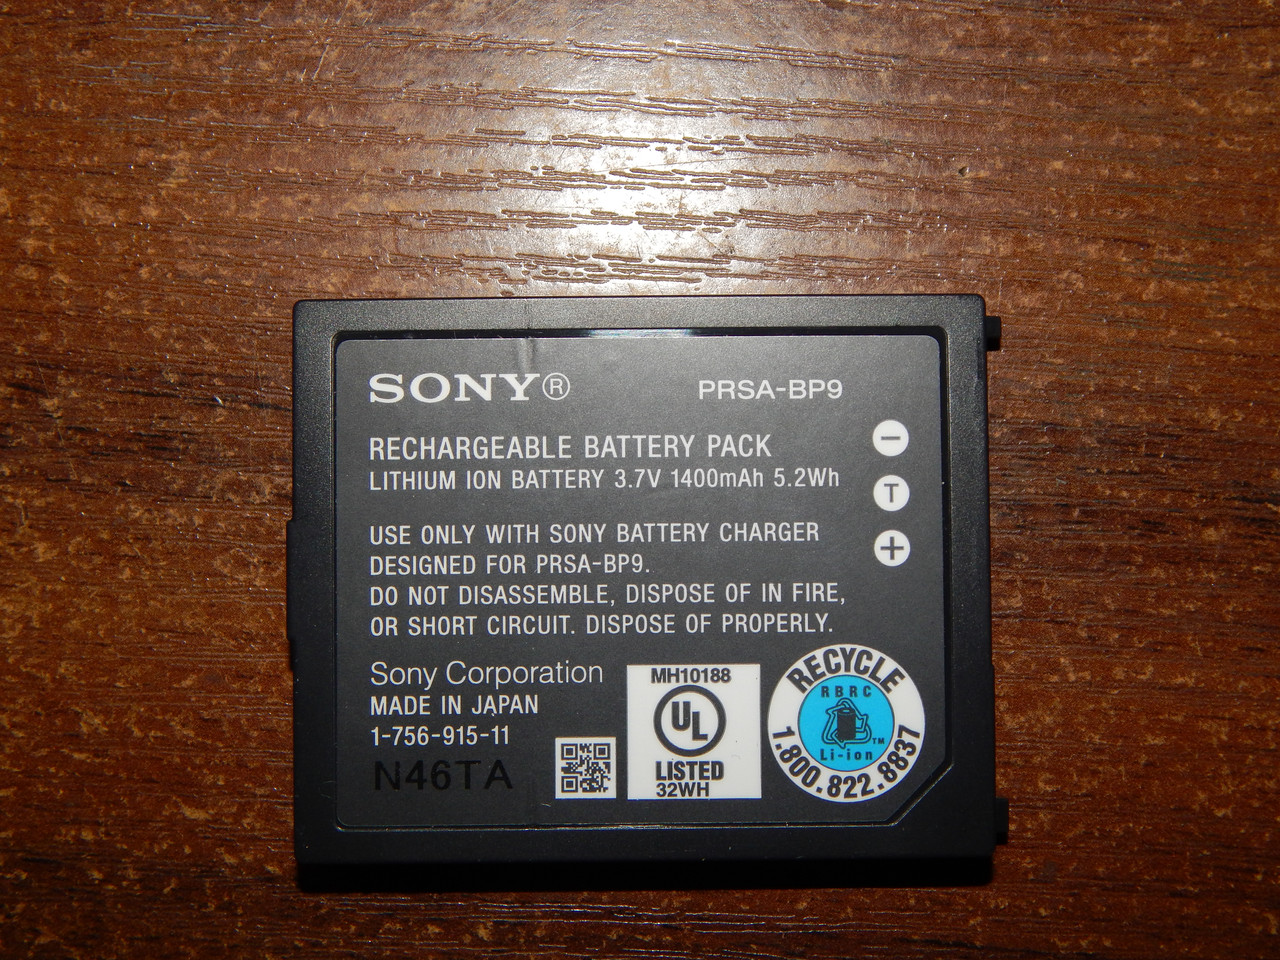 SONY® PRSA-BP9
RECHARGEABLE BATTERY PACK
LITHIUM ION BATTERY 3.7V 1400mAh 5.2Wh
−
T
+
USE ONLY WITH SONY BATTERY CHARGER
DESIGNED FOR PRSA-BP9.
DO NOT DISASSEMBLE, DISPOSE OF IN FIRE,
OR SHORT CIRCUIT. DISPOSE OF PROPERLY.
Sony Corporation
MADE IN JAPAN
1-756-915-11
N46TA
MH10188
UL
LISTED
32WH
RECYCLE
RBRC
TM
Li-ion
1.800.822.8837